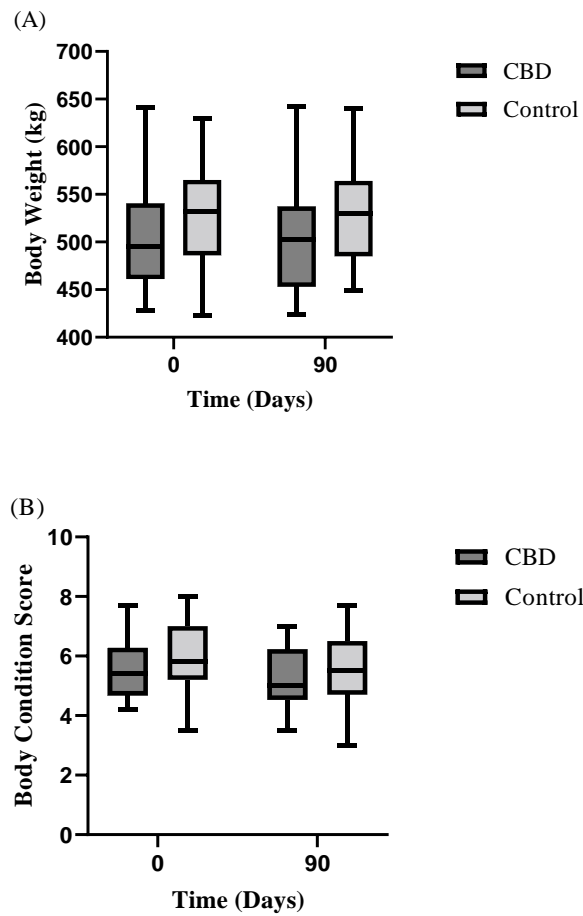 (A)
700
650
600
550
500
450
400
Body Weight (kg)
0
90
Time (Days)
CBD
Control
(B)
10
8
6
4
2
0
Body Condition Score
0
90
Time (Days)
CBD
Control